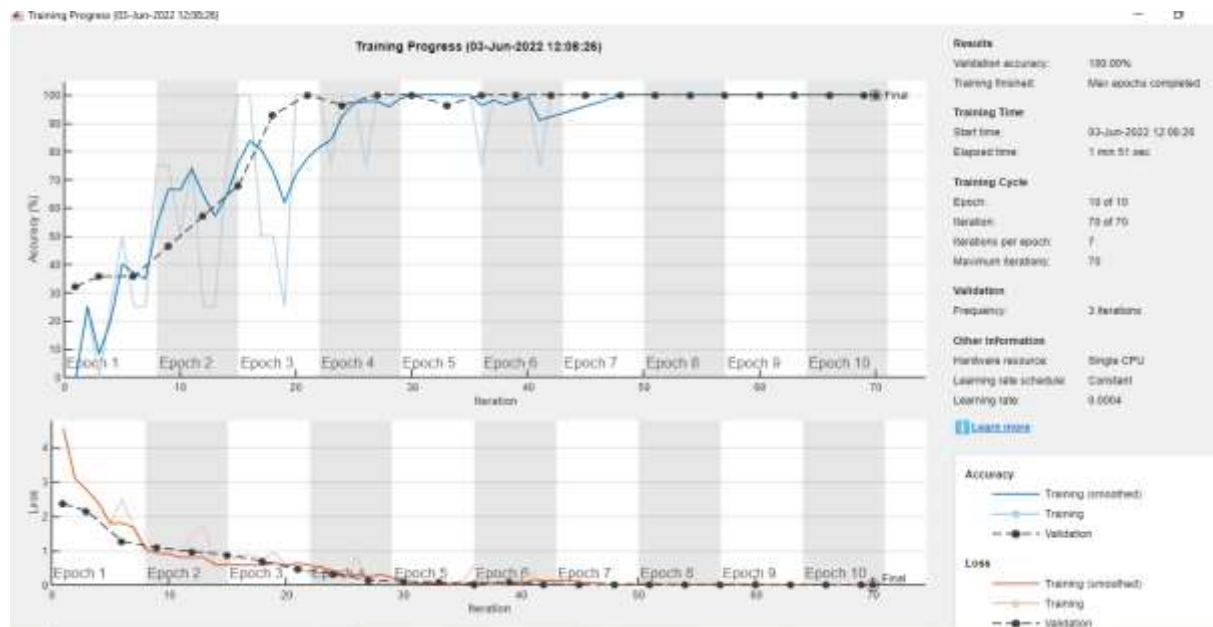 Training Progress (03-Jun-2022 12:08:26)
Training Progress (03-Jun-2022 12:08:26)
Accuracy (%)
100
90
80
70
60
50
40
30
20
10
0
Epoch 1 Epoch 2 Epoch 3 Epoch 4 Epoch 5 Epoch 6 Epoch 7 Epoch 8 Epoch 9 Epoch 10
Final
0 10 20 30 40 50 60 70
Iteration
Loss
4
3
2
1
0
Epoch 1 Epoch 2 Epoch 3 Epoch 4 Epoch 5 Epoch 6 Epoch 7 Epoch 8 Epoch 9 Epoch 10
Final
0 10 20 30 40 50 60 70
Iteration
Results
Validation accuracy: 100.00%
Training finished: Max epochs completed
Training Time
Start time: 03-Jun-2022 12:08:26
Elapsed time: 1 min 51 sec
Training Cycle
Epoch: 10 of 10
Iteration: 70 of 70
Iterations per epoch: 7
Maximum iterations: 70
Validation
Frequency: 3 iterations
Other Information
Hardware resource: Single CPU
Learning rate schedule: Constant
Learning rate: 0.0004
Learn more
Accuracy
Training (smoothed)
Training
Validation
Loss
Training (smoothed)
Training
Validation